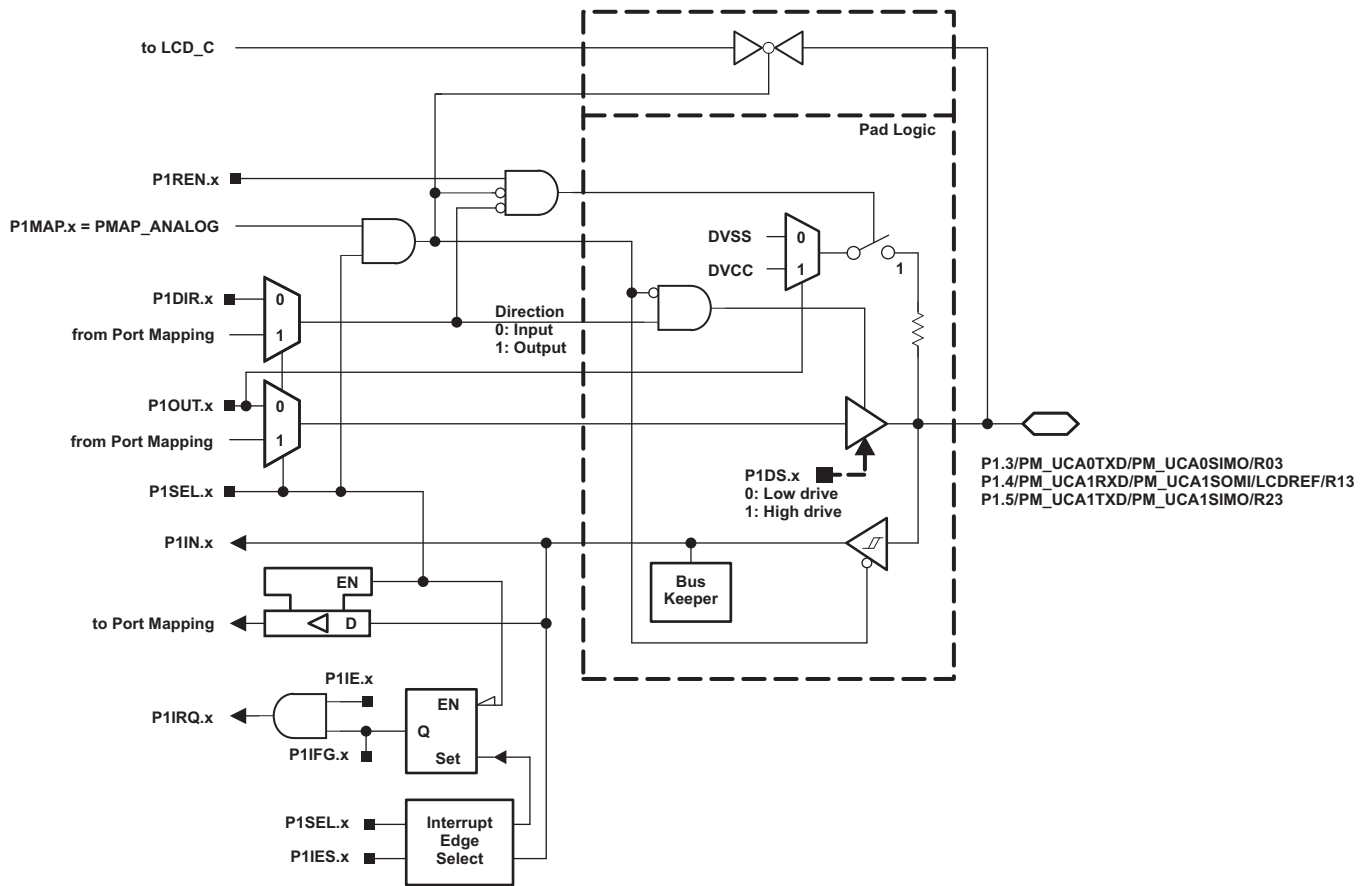 to LCD_C
Pad Logic
P1REN.x
P1MAP.x = PMAP_ANALOG
DVSS
0
DVCC
1
1
P1DIR.x
0
Direction
0: Input
1: Output
from Port Mapping
1
P1OUT.x
0
from Port Mapping
1
P1DS.x
0: Low drive
1: High drive
P1.3/PM_UCA0TXD/PM_UCA0SIMO/R03
P1.4/PM_UCA1RXD/PM_UCA1SOMI/LCDREF/R13
P1.5/PM_UCA1TXD/PM_UCA1SIMO/R23
P1SEL.x
P1IN.x
Bus
Keeper
EN
to Port Mapping
D
P1IE.x
P1IRQ.x
EN
Q
P1IFG.x
Set
P1SEL.x
P1IES.x
Interrupt
Edge
Select